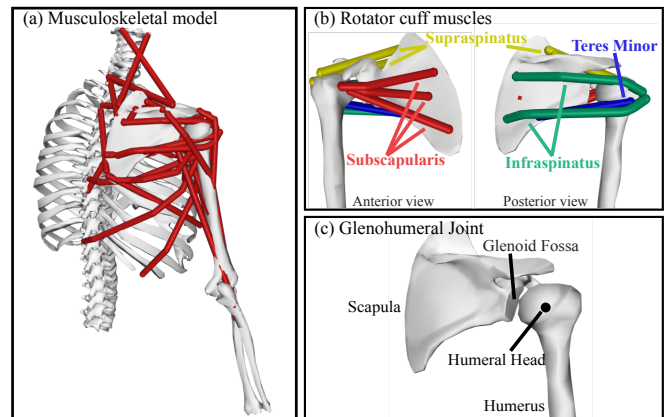 (a) Musculoskeletal model
(b) Rotator cuff muscles
Supraspinatus
Teres Minor
Subscapularis
Infraspinatus
Anterior view
Posterior view
(c) Glenohumeral Joint
Glenoid Fossa
Scapula
Humeral Head
Humerus